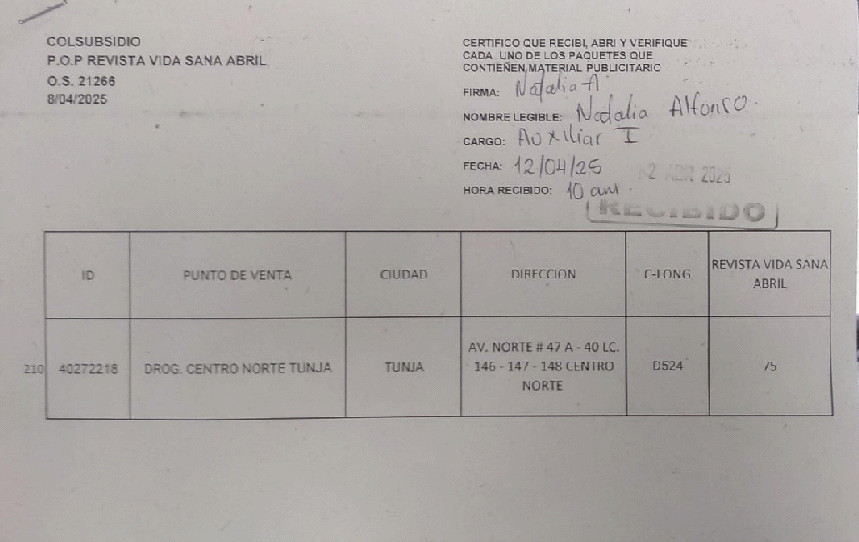 COLSUBSIDIO
P.O.P REVISTA VIDA SANA ABRIL
O.S. 21266
8/04/2025
CERTIFICO QUE RECIBI, ABRI Y VERIFIQUE
CADA UNO DE LOS PAQUETES QUE
CONTIENEN MATERIAL PUBLICITARIO
FIRMA: Natalia A
NOMBRE LEGIBLE: Natalia Alfonso.
CARGO: Auxiliar I
FECHA: 12/04/25
2 ABR 2025
HORA RECIBIDO: 10 am.
RECIBIDO
ID PUNTO DE VENTA CIUDAD DIRECCION C-LONG REVISTA VIDA SANA
ABRIL
210 40272218 DROG. CENTRO NORTE TUNJA TUNJA AV. NORTE # 47 A - 40 LC.
146 - 147 - 148 CENTRO
NORTE
D524 75